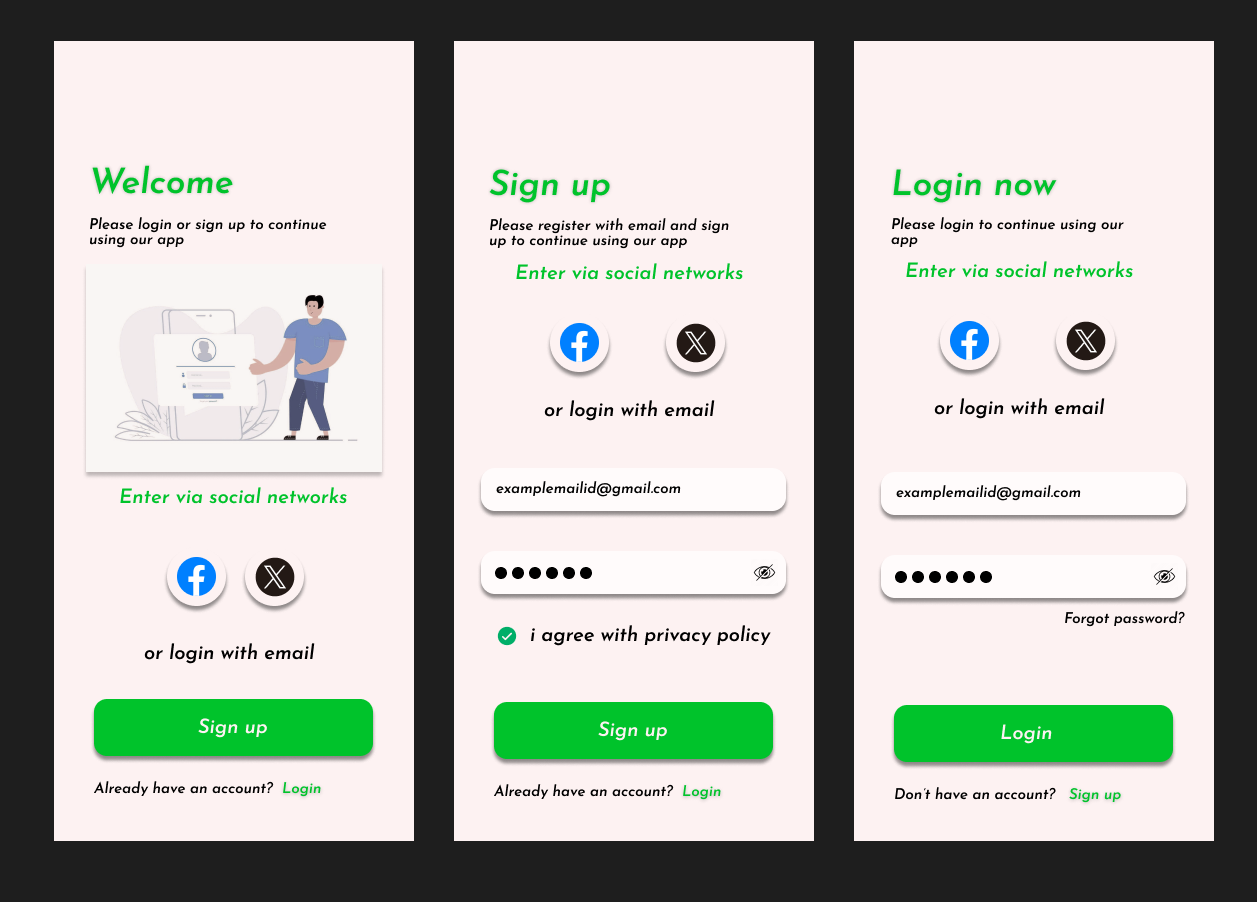 Welcome
Please login or sign up to continue
using our app
Enter via social networks
or login with email
Sign up
Already have an account? Login
Sign up
Please register with email and sign
up to continue using our app
Enter via social networks
or login with email
examplemailid@gmail.com
i agree with privacy policy
Sign up
Already have an account? Login
Login now
Please login to continue using our
app
Enter via social networks
or login with email
examplemailid@gmail.com
Forgot password?
Login
Don't have an account? Sign up